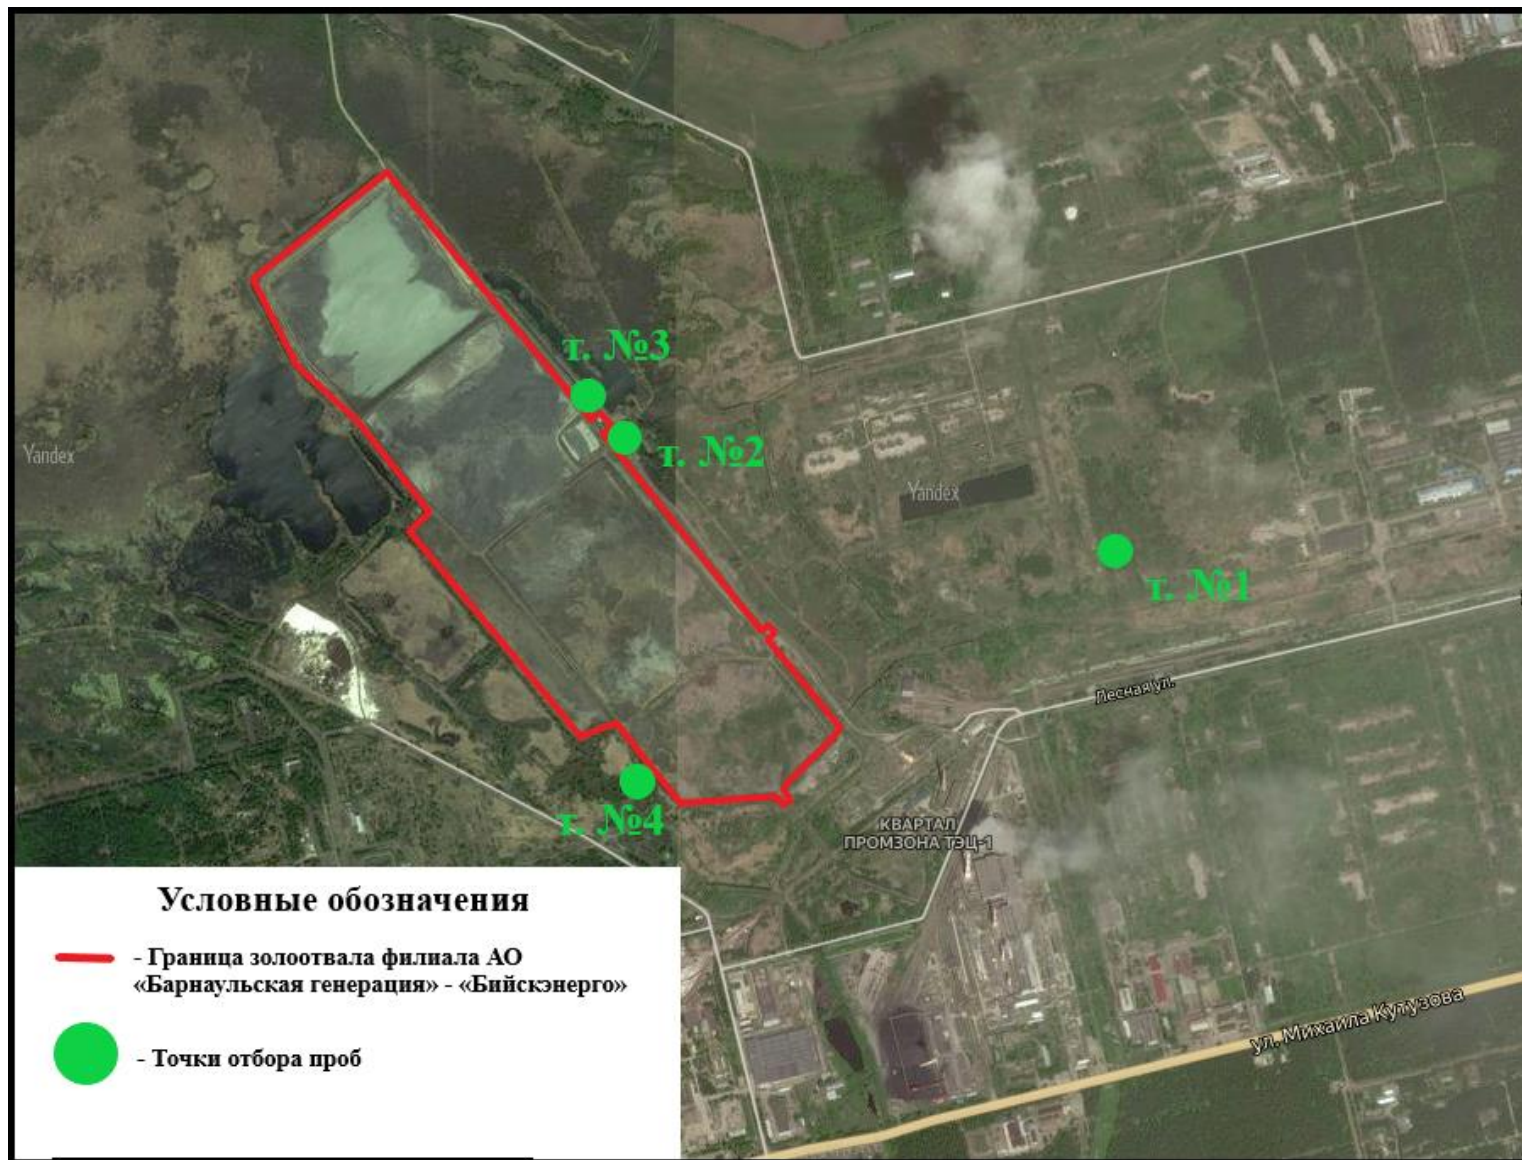 т. №3
т. №2
Yandex
Yandex
т. №1
Лесная ул.
т. №4
КВАРТАЛ
ПРОМЗОНА ТЭЦ-1
Условные обозначения
- Граница золоотвала филиала АО
«Барнаульская генерация» - «Бийскэнерго»
ул. Михаила Кутузова
- Точки отбора проб